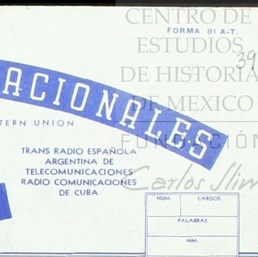 CENTRO DE
FORMA 81 A-T.
ESTUDIOS
39
DE HISTORIA
DE MEXICO
ACIONALES
TERN UNION
FUNDACIÓN
TRANS RADIO ESPAÑOLA
ARGENTINA DE
TELECOMUNICACIONES
RADIO COMUNICACIONES
DE CUBA
Carlos Slim
NUM. CARGOS
PALABRAS
MM.